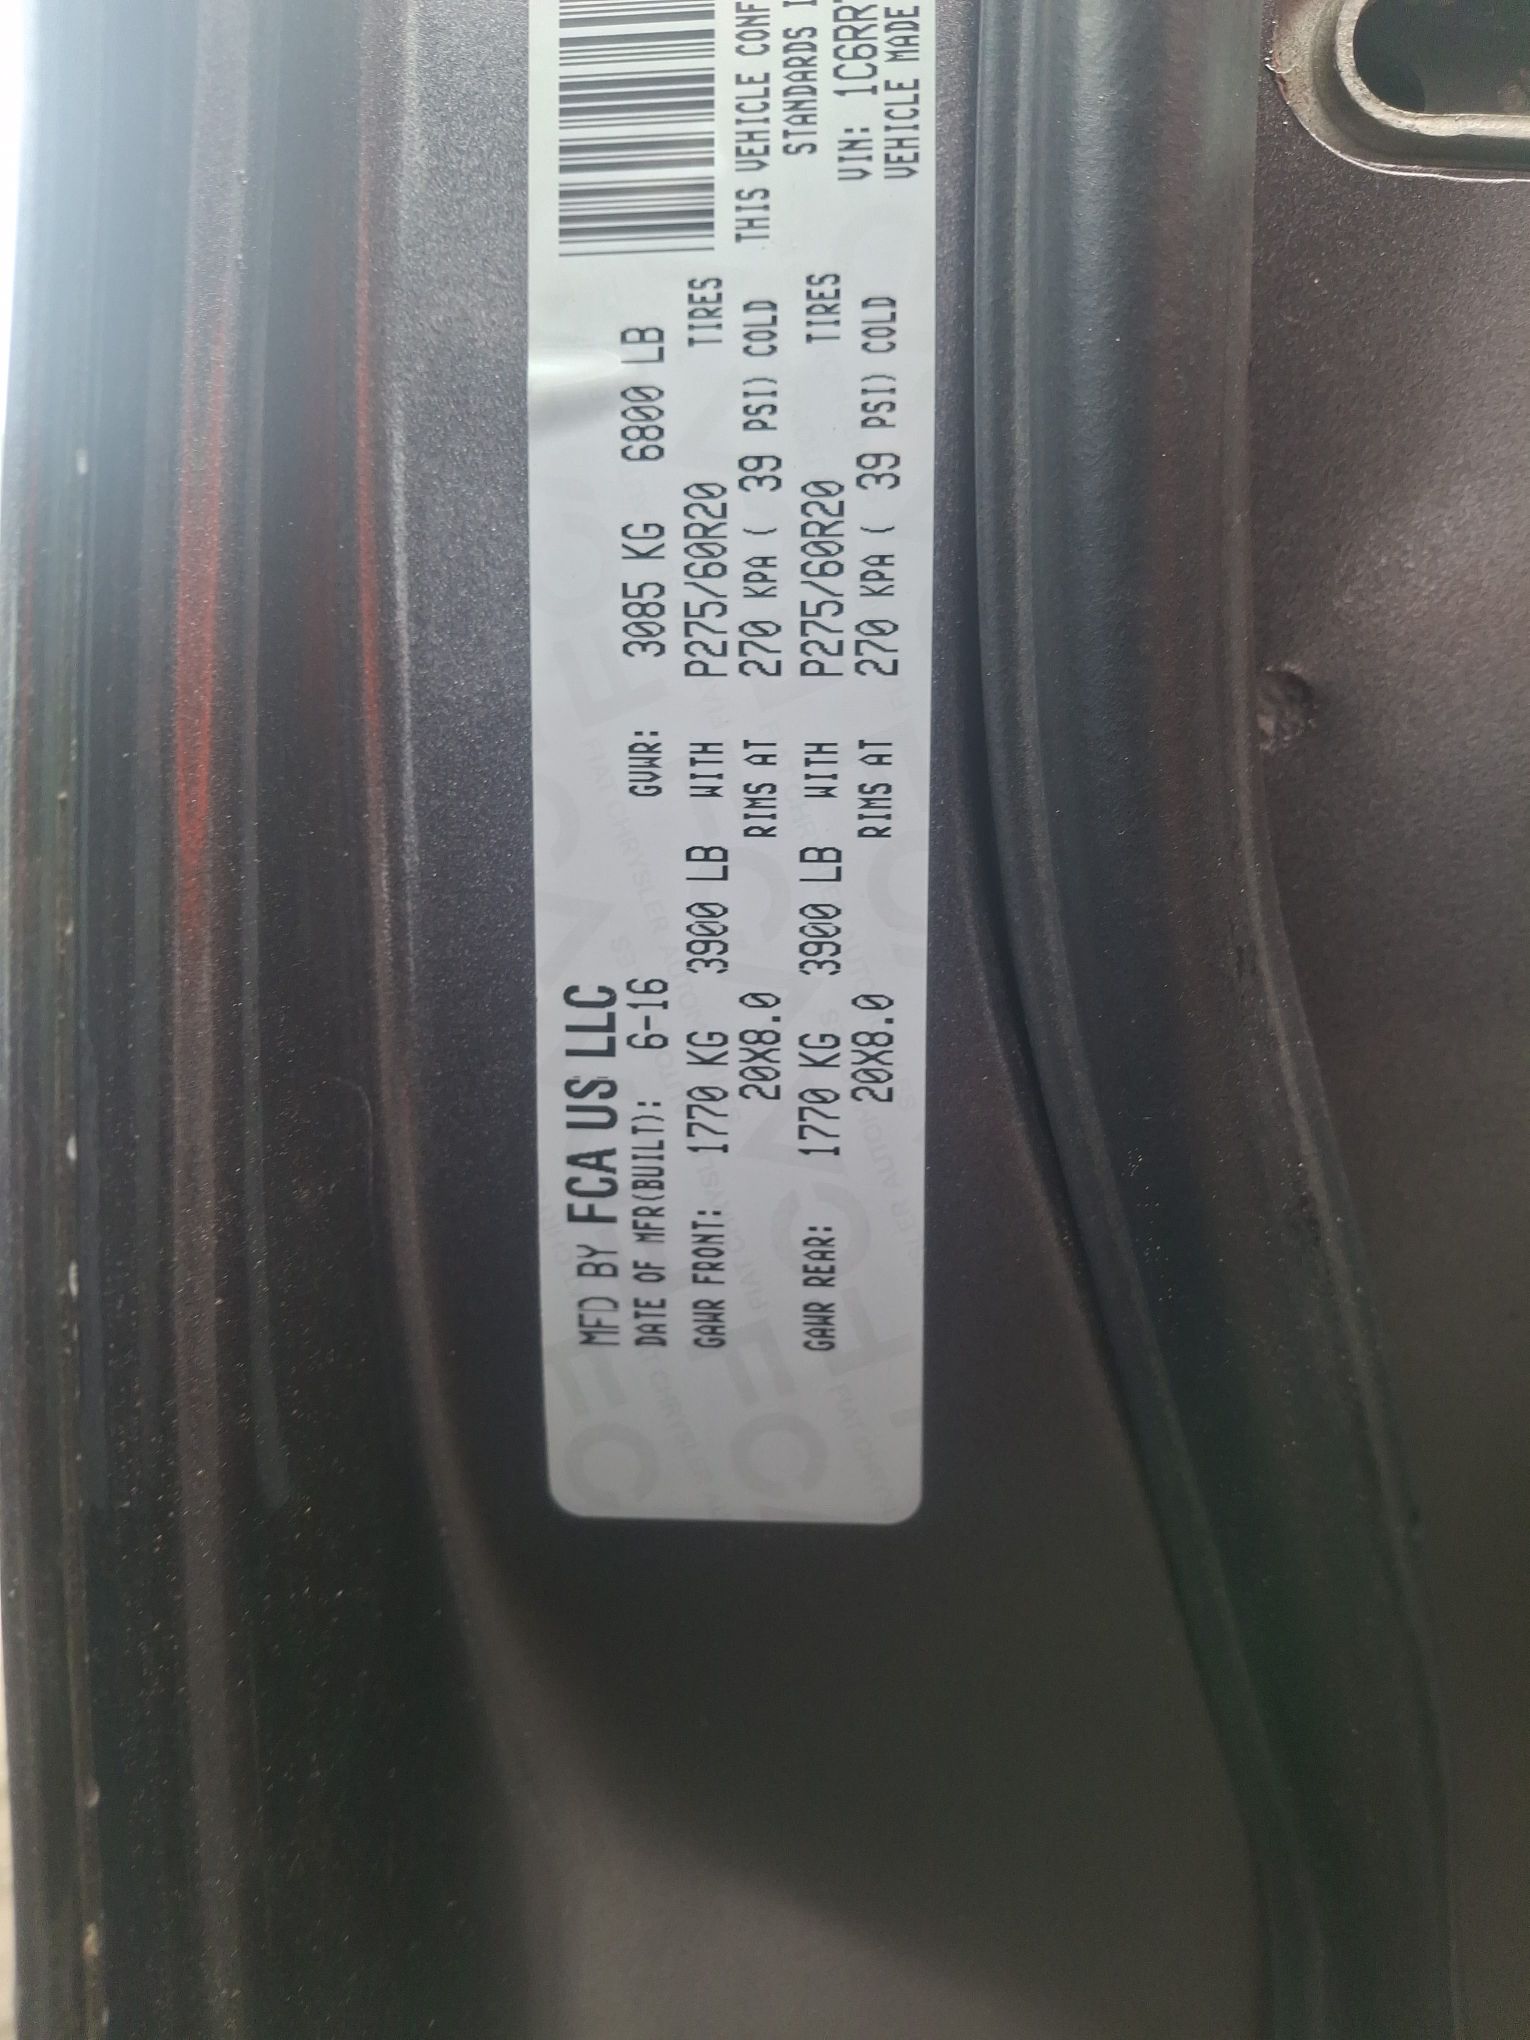 MFD BY FCA US LLC
DATE OF MFR(BUILT): 6-16 GVWR: 3085 KG 6800 LB
GAWR FRONT: 1770 KG 3900 LB WITH P275/60R20 TIRES
20X8.0 RIMS AT 270 KPA ( 39 PSI) COLD
GAWR REAR: 1770 KG 3900 LB WITH P275/60R20 TIRES
20X8.0 RIMS AT 270 KPA ( 39 PSI) COLD
THIS VEHICLE CONF
STANDARDS I
VIN: 1C6RR
VEHICLE MADE